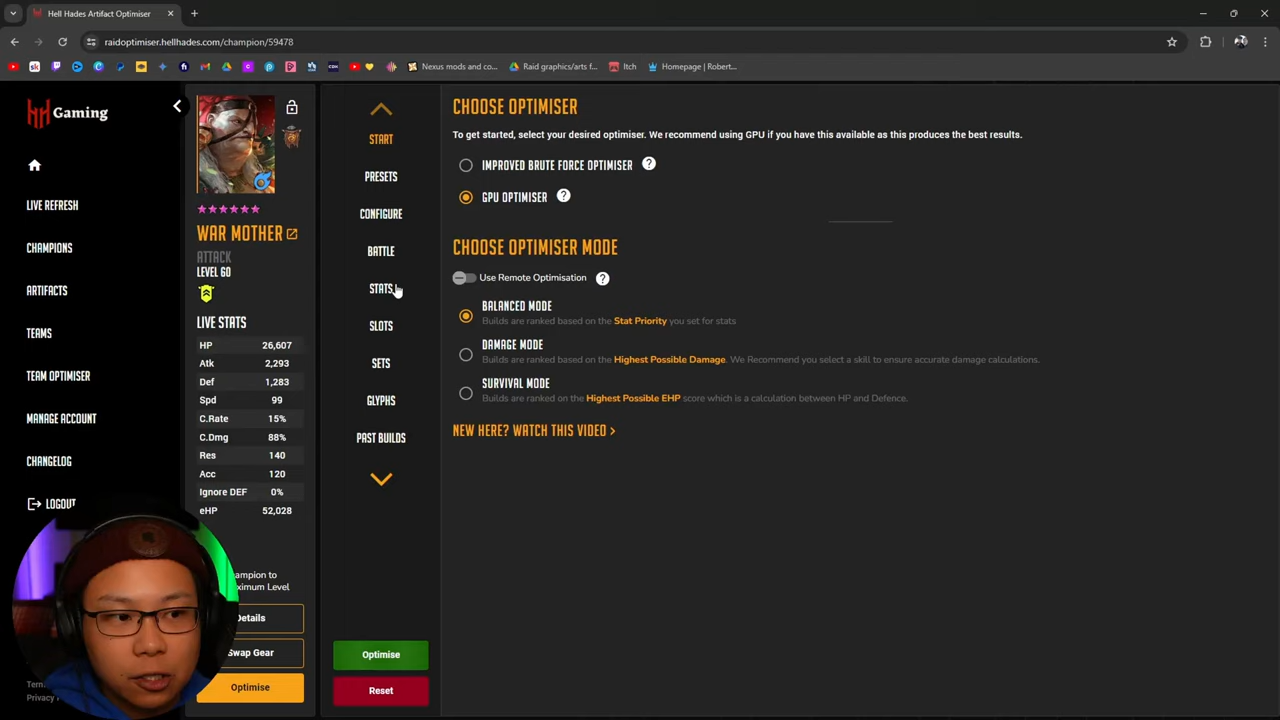 Hell Hades Artifact Optimiser
raidoptimiser.hellhades.com/champion/59478
Nexus mods and co...
Raid graphics/arts f...
Itch
Homepage | Robert...
Gaming
LIVE REFRESH
CHAMPIONS
ARTIFACTS
TEAMS
TEAM OPTIMISER
MANAGE ACCOUNT
CHANGELOG
LOGOUT
Privacy
WAR MOTHER
ATTACK
LEVEL 60
LIVE STATS
HP 26,607
Atk 2,293
Def 1,283
Spd 99
C.Rate 15%
C.Dmg 88%
Res 140
Acc 120
Ignore DEF 0%
eHP 52,028
Details
Swap Gear
Optimise
START
PRESETS
CONFIGURE
BATTLE
STATS
SLOTS
SETS
GLYPHS
PAST BUILDS
Optimise
Reset
CHOOSE OPTIMISER
To get started, select your desired optimiser. We recommend using GPU if you have this available as this produces the best results.
IMPROVED BRUTE FORCE OPTIMISER ?
GPU OPTIMISER ?
CHOOSE OPTIMISER MODE
Use Remote Optimisation ?
BALANCED MODE
Builds are ranked based on the Stat Priority you set for stats
DAMAGE MODE
Builds are ranked based on the Highest Possible Damage. We Recommend you select a skill to ensure accurate damage calculations.
SURVIVAL MODE
Builds are ranked on the Highest Possible EHP score which is a calculation between HP and Defence.
NEW HERE? WATCH THIS VIDEO >